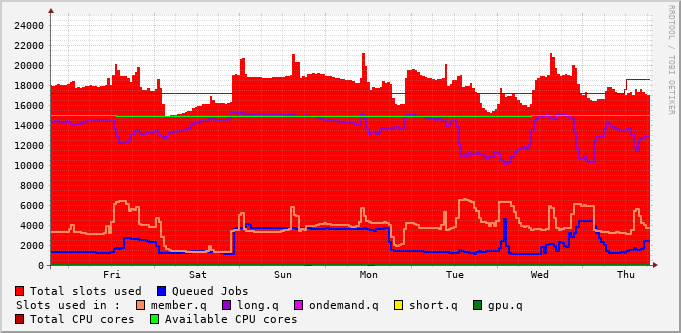 RRDTOOL / TOBI OETIKER
24000
22000
20000
18000
16000
14000
12000
10000
8000
6000
4000
2000
0
Fri Sat Sun Mon Tue Wed Thu
Total slots used Queued Jobs
Slots used in : member.q long.q ondemand.q short.q gpu.q
Total CPU cores Available CPU cores